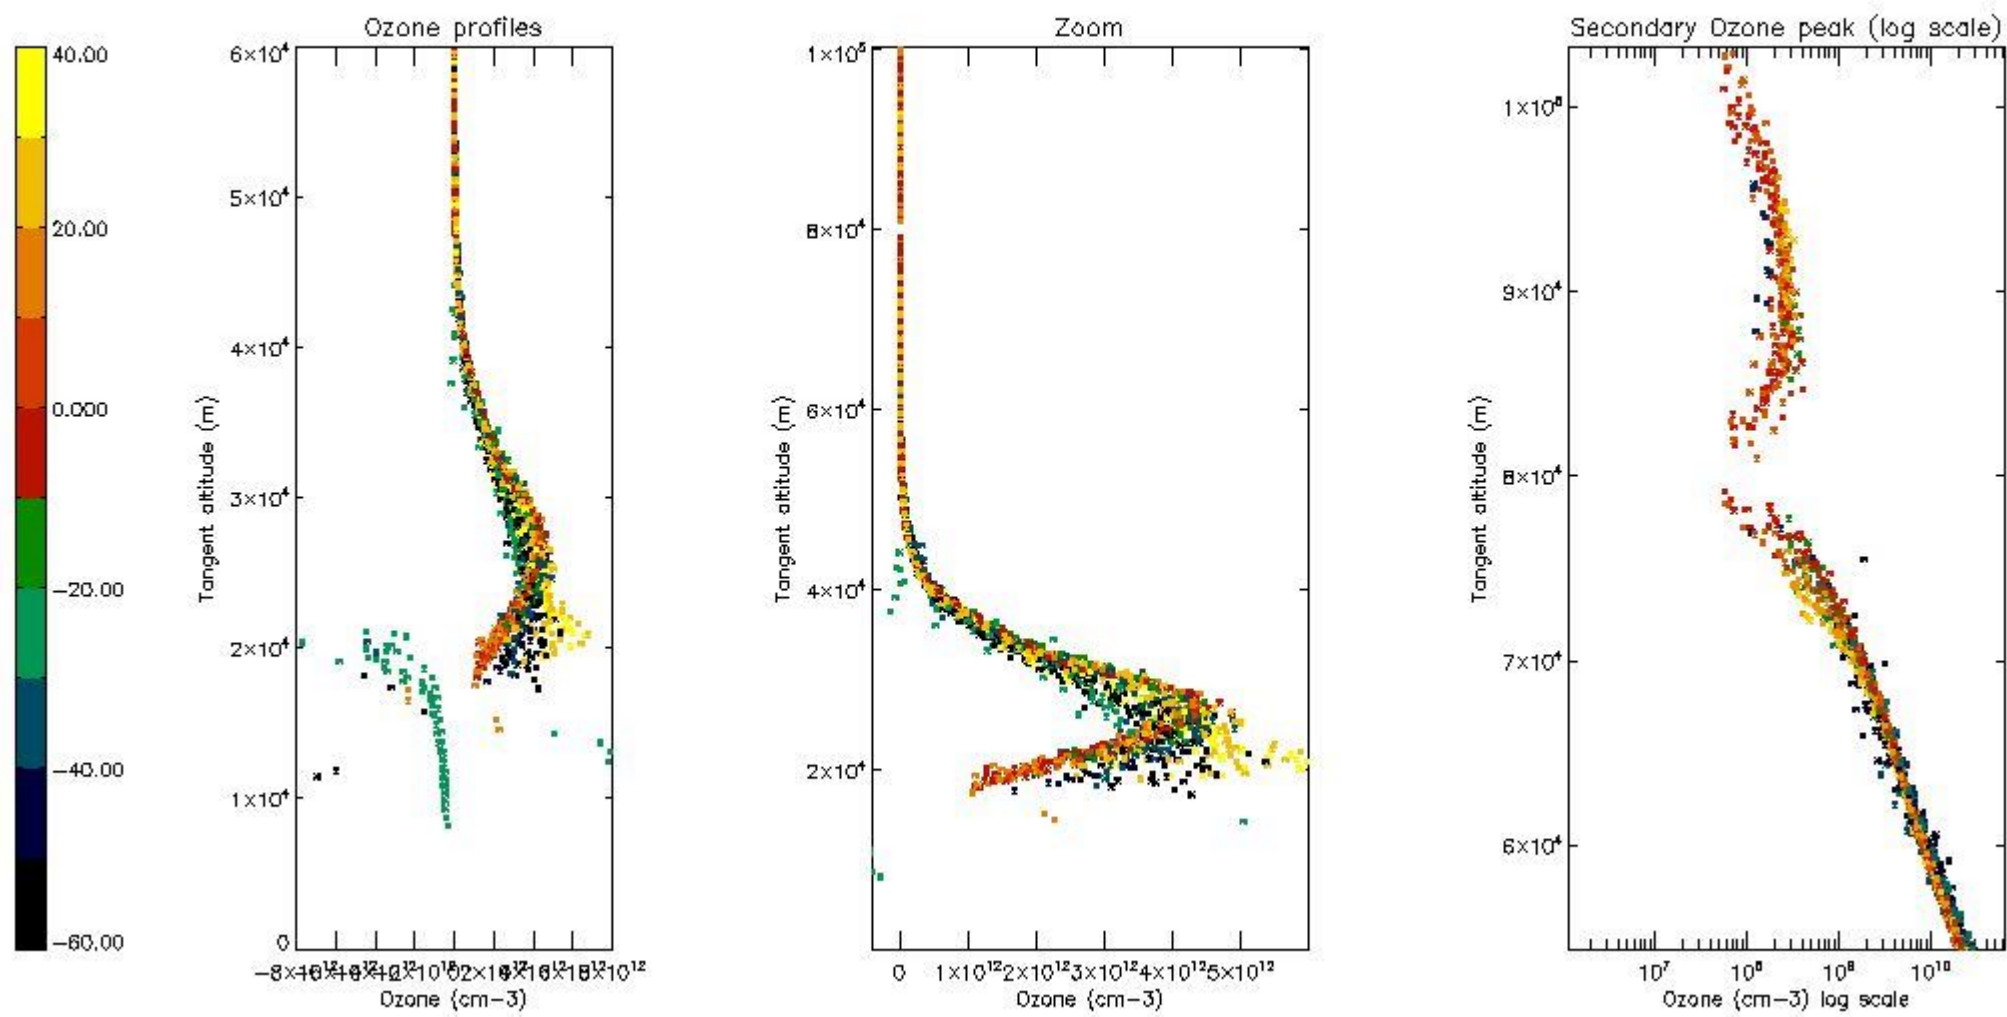 Ozone profiles
Zoom
Secondary Ozone peak (log scale)
40.00
20.00
0.000
−20.00
−40.00
−60.00
6×10⁴
5×10⁴
4×10⁴
3×10⁴
2×10⁴
1×10⁴
0
Tangent altitude (m)
Ozone (cm−3)
1×10⁵
8×10⁴
6×10⁴
4×10⁴
2×10⁴
Tangent altitude (m)
0 1×10¹² 2×10¹² 3×10¹² 4×10¹² 5×10¹²
Ozone (cm−3)
1×10⁵
9×10⁴
8×10⁴
7×10⁴
6×10⁴
Tangent altitude (m)
10⁷ 10⁸ 10⁹ 10¹⁰
Ozone (cm−3) log scale